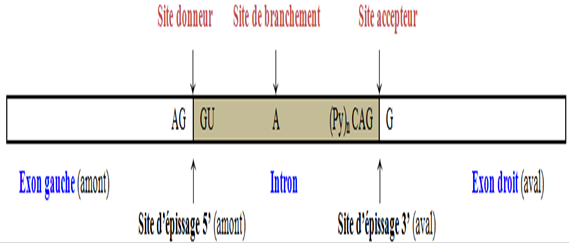 Site donneur Site de branchement Site accepteur
AG GU A (Py)n CAG G
Exon gauche (amont) Intron Exon droit (aval)
Site d'épissage 5' (amont) Site d'épissage 3' (aval)